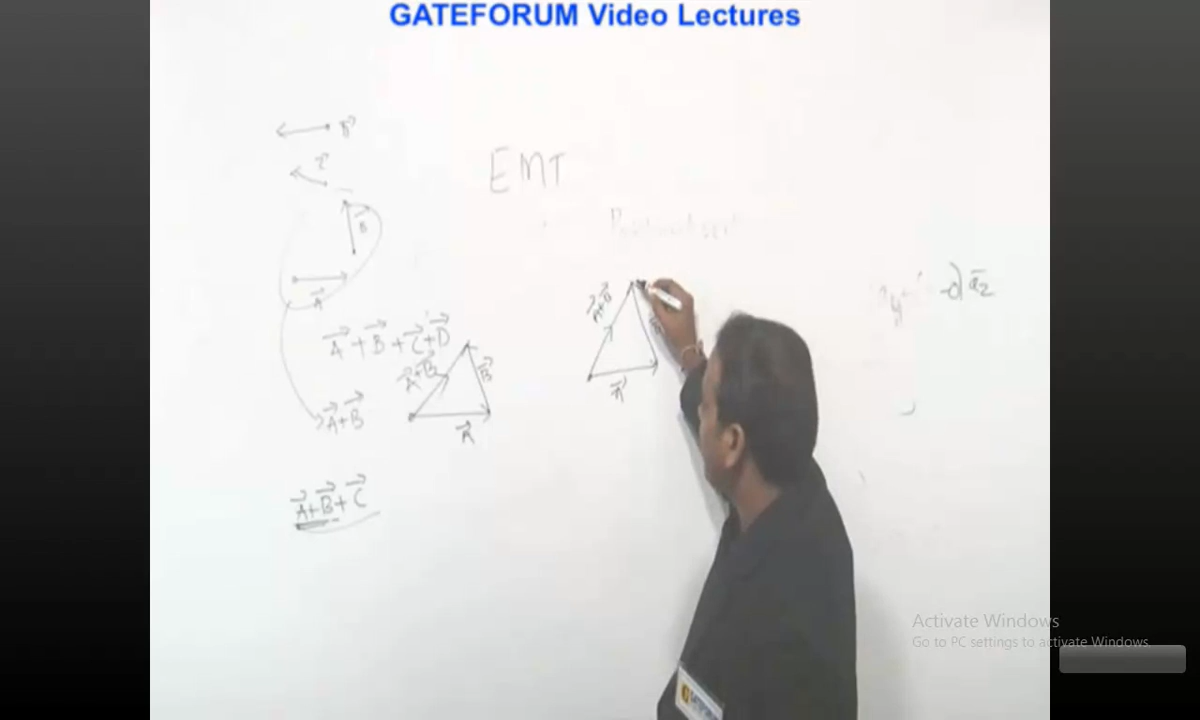 GATEFORUM Video Lectures
B⃗
C⃗
EMT
B
A⃗
A⃗ + B⃗ + C⃗ + D⃗
A⃗+B⃗
B⃗
A⃗
A⃗+B⃗
A⃗+B⃗
A⃗
A⃗+B⃗+C⃗
Activate Windows
Go to PC settings to activate Windows.